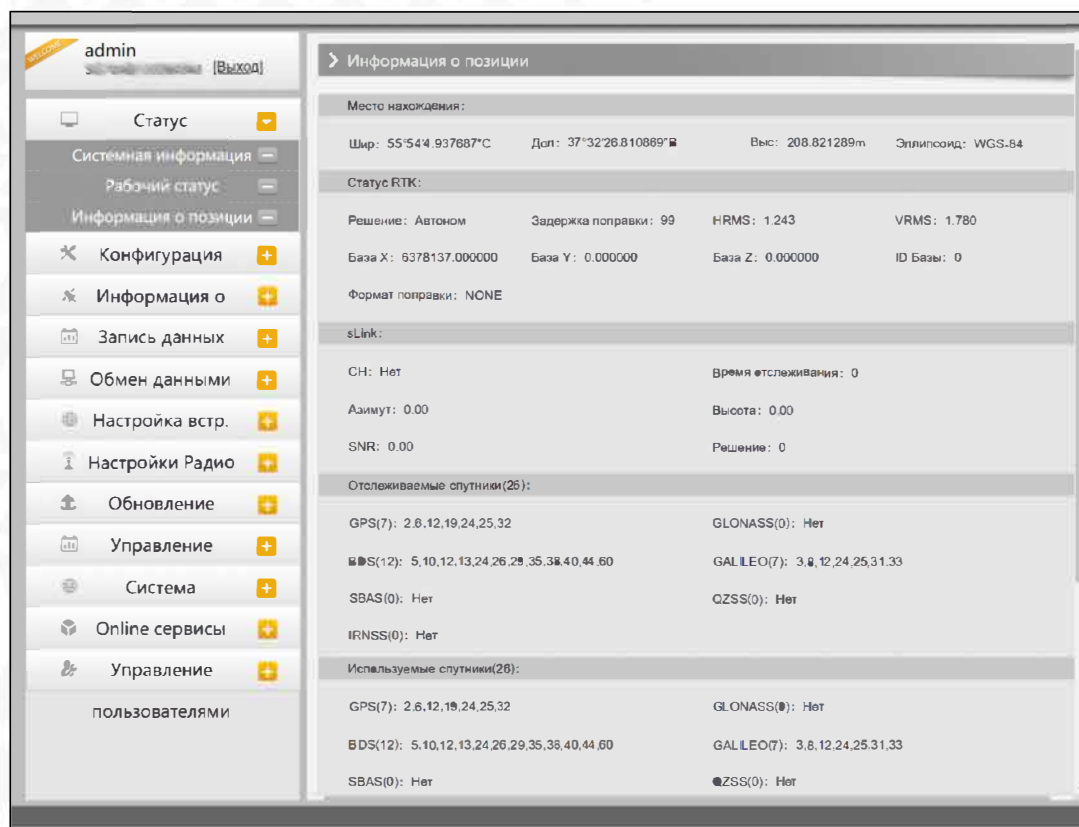 WELCOME
admin
[Выход]
Статус
Системная информация
Рабочий статус
Информация о позиции
Конфигурация
Информация о
Запись данных
Обмен данными
Настройка встр.
Настройки Радио
Обновление
Управление
Система
Online сервисы
Управление
пользователями
Информация о позиции
Место нахождения:
Шир: 55°54'4.937687"С Дол: 37°32'26.810869"В Выс: 208.821289m Эллипсоид: WGS-84
Статус RTK:
Решение: Автоном Задержка поправки: 99 HRMS: 1.243 VRMS: 1.780
База X: 6378137.000000 База Y: 0.000000 База Z: 0.000000 ID Базы: 0
Формат поправки: NONE
sLink:
CH: Нет Время отслеживания: 0
Азимут: 0.00 Высота: 0.00
SNR: 0.00 Решение: 0
Отслеживаемые спутники(26):
GPS(7): 2,6,12,19,24,25,32 GLONASS(0): Нет
BDS(12): 5,10,12,13,24,26,29,35,38,40,44,60 GALILEO(7): 3,8,12,24,25,31,33
SBAS(0): Нет QZSS(0): Нет
IRNSS(0): Нет
Используемые спутники(26):
GPS(7): 2,6,12,19,24,25,32 GLONASS(0): Нет
BDS(12): 5,10,12,13,24,26,29,35,38,40,44,60 GALILEO(7): 3,8,12,24,25,31,33
SBAS(0): Нет QZSS(0): Нет